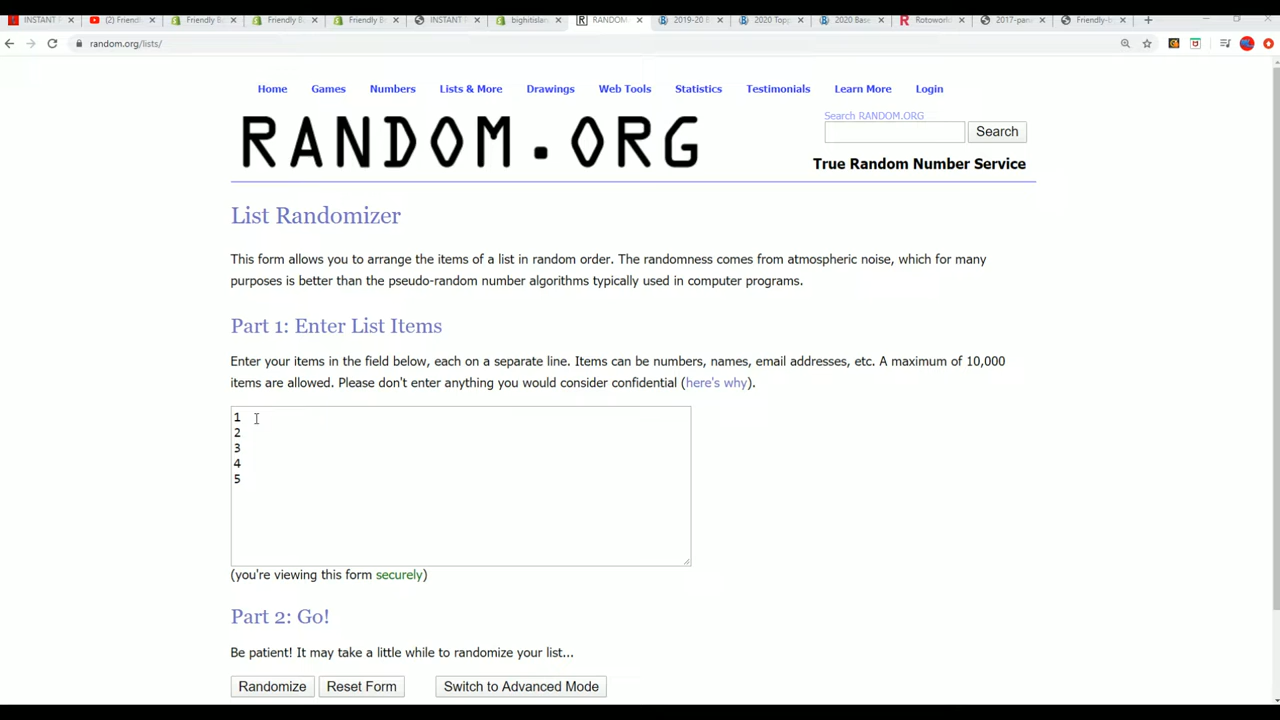 INSTANT
(2) Friendl
Friendly B
Friendly B
Friendly B
INSTANT
bighitislan
RANDOM.
2019-20 B
2020 Topp
2020 Base
Rotowork
2017-pani
Friendly-b
random.org/lists/
Home Games Numbers Lists & More Drawings Web Tools Statistics Testimonials Learn More Login
Search RANDOM.ORG
RANDOM.ORG
Search
True Random Number Service
List Randomizer
This form allows you to arrange the items of a list in random order. The randomness comes from atmospheric noise, which for many
purposes is better than the pseudo-random number algorithms typically used in computer programs.
Part 1: Enter List Items
Enter your items in the field below, each on a separate line. Items can be numbers, names, email addresses, etc. A maximum of 10,000
items are allowed. Please don't enter anything you would consider confidential (here's why).
1
2
3
4
5
(you're viewing this form securely)
Part 2: Go!
Be patient! It may take a little while to randomize your list...
Randomize Reset Form Switch to Advanced Mode